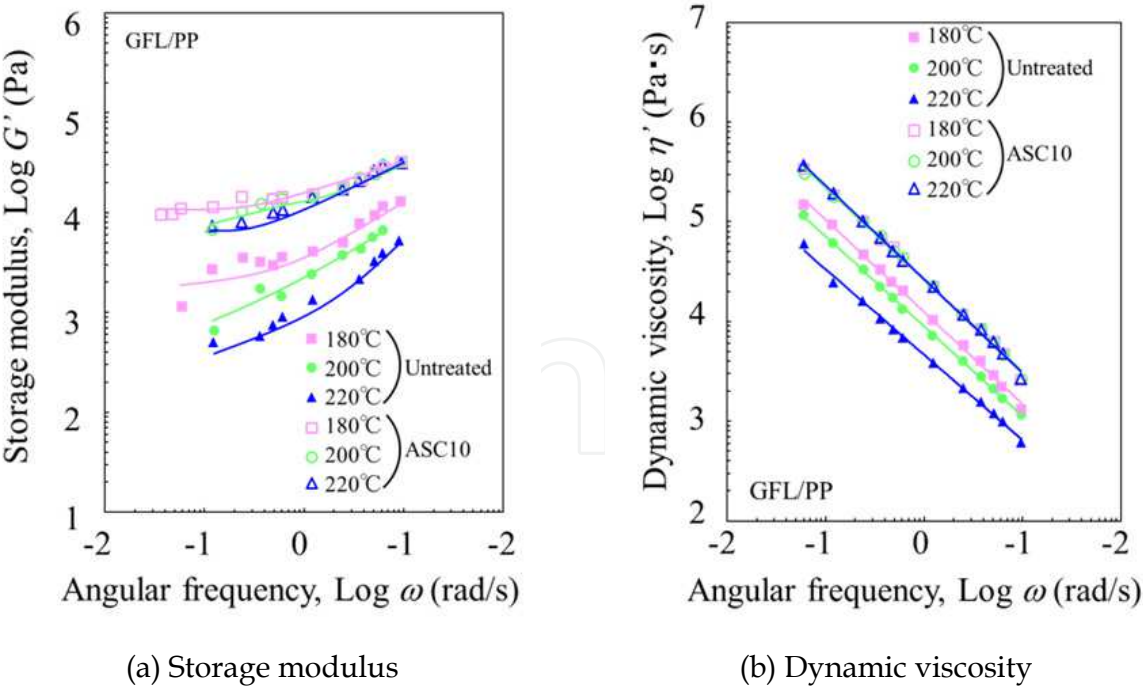 6
5
4
3
2
1
-2
-1
0
-1
-2
Storage modulus, Log G’ (Pa)
Angular frequency, Log ω (rad/s)
GFL/PP
180℃
200℃
220℃
Untreated
180℃
200℃
220℃
ASC10
(a) Storage modulus
7
6
5
4
3
2
-2
-1
0
-1
-2
Dynamic viscosity, Log η’ (Pa・s)
Angular frequency, Log ω (rad/s)
180℃
200℃
220℃
Untreated
180℃
200℃
220℃
ASC10
GFL/PP
(b) Dynamic viscosity